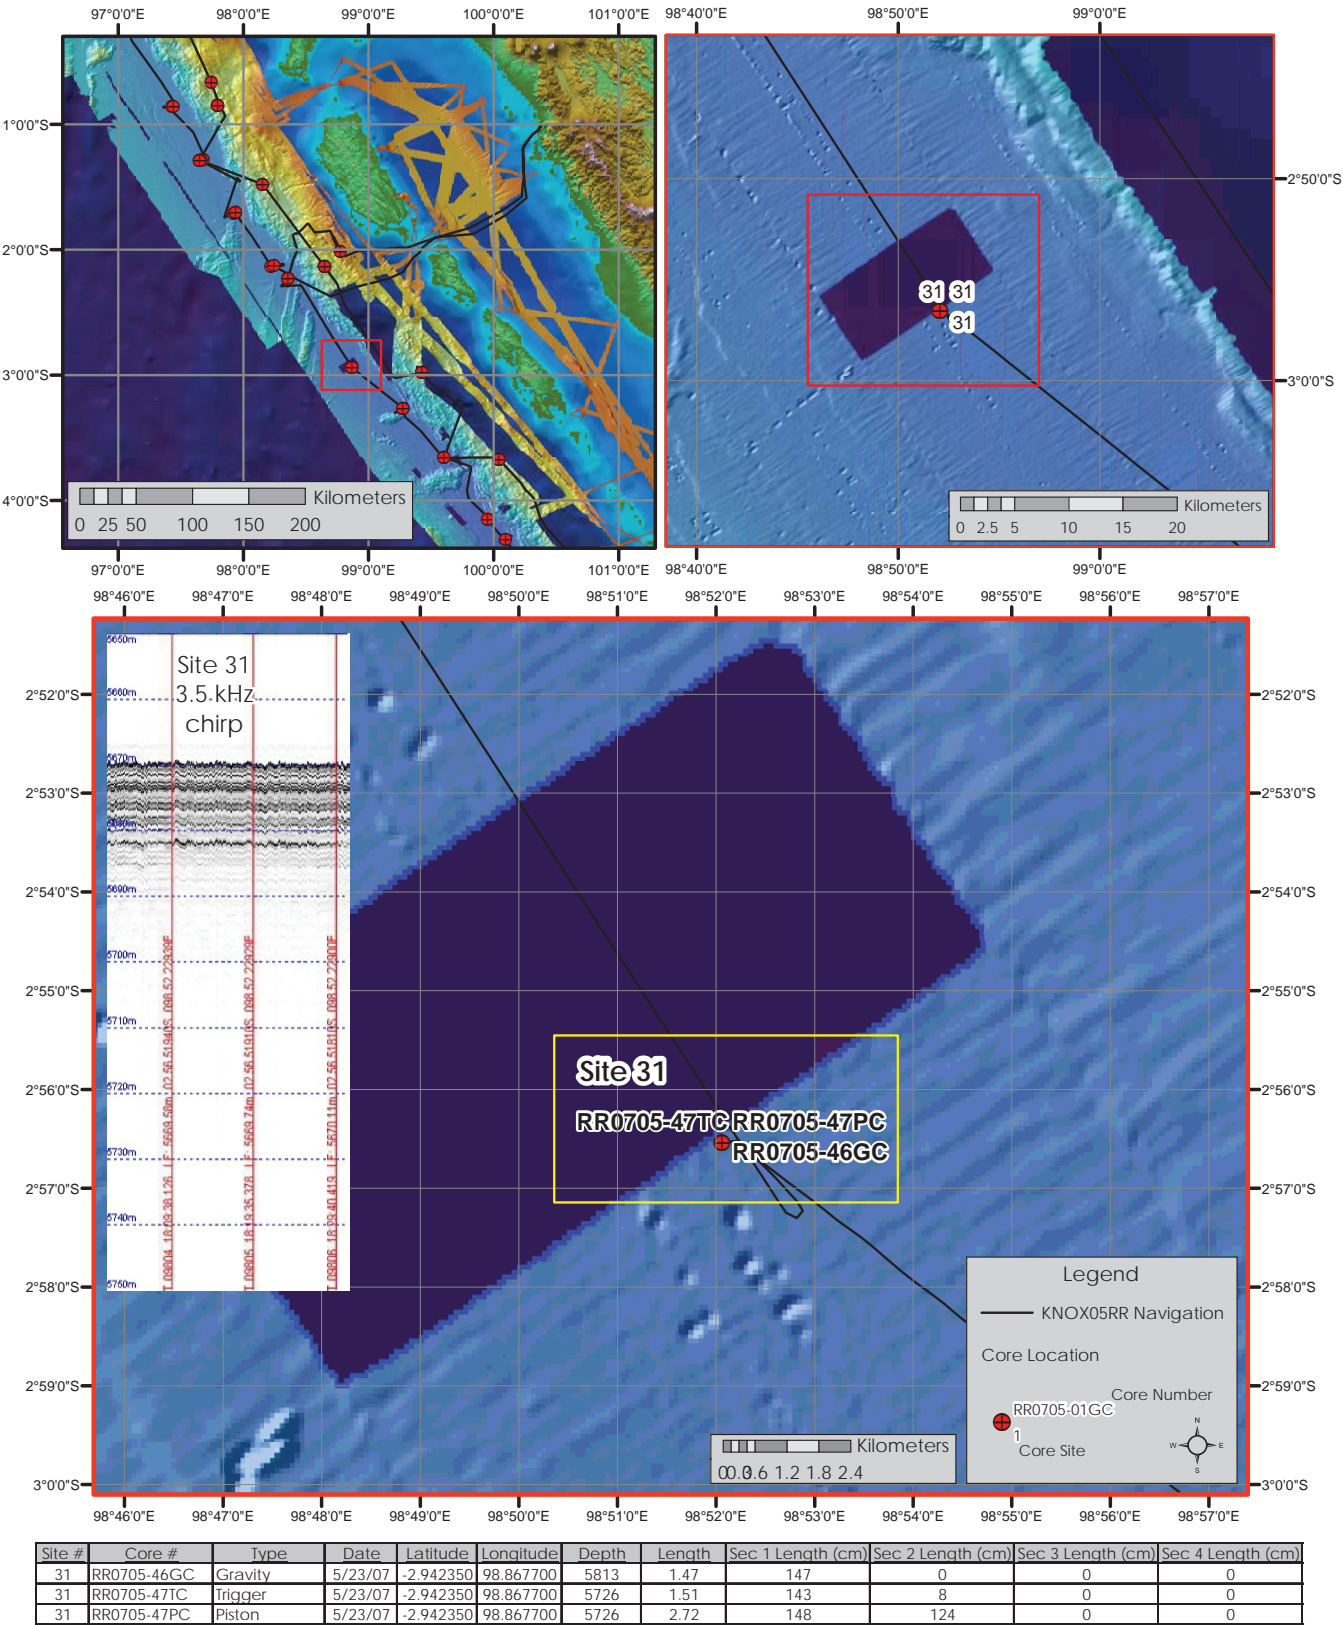 97°0'0"E 98°0'0"E 99°0'0"E 100°0'0"E 101°0'0"E
1°0'0"S
2°0'0"S
3°0'0"S
4°0'0"S
Kilometers
0 25 50 100 150 200
97°0'0"E 98°0'0"E 99°0'0"E 100°0'0"E 101°0'0"E
98°40'0"E 98°50'0"E 99°0'0"E
2°50'0"S
31 31
31
3°0'0"S
Kilometers
0 2.5 5 10 15 20
98°40'0"E 98°50'0"E 99°0'0"E
98°46'0"E 98°47'0"E 98°48'0"E 98°49'0"E 98°50'0"E 98°51'0"E 98°52'0"E 98°53'0"E 98°54'0"E 98°55'0"E 98°56'0"E 98°57'0"E
5650m
Site 31
3.5 kHz
chirp
5660m
5670m
5680m
5690m
5700m
5710m
5720m
5730m
5740m
5750m
2°52'0"S 2°52'0"S
2°53'0"S 2°53'0"S
2°54'0"S 2°54'0"S
2°55'0"S 2°55'0"S
2°56'0"S 2°56'0"S
2°57'0"S 2°57'0"S
2°58'0"S 2°58'0"S
2°59'0"S 2°59'0"S
3°0'0"S 3°0'0"S
Site 31
RR0705-47TC RR0705-47PC
RR0705-46GC
Legend
KNOX05RR Navigation
Core Location
Core Number
RR0705-01GC
1
Core Site
N
W E
S
Kilometers
0 0.3 0.6 1.2 1.8 2.4
98°46'0"E 98°47'0"E 98°48'0"E 98°49'0"E 98°50'0"E 98°51'0"E 98°52'0"E 98°53'0"E 98°54'0"E 98°55'0"E 98°56'0"E 98°57'0"E
Site # Core # Type Date Latitude Longitude Depth Length Sec 1 Length (cm) Sec 2 Length (cm) Sec 3 Length (cm) Sec 4 Length (cm)
31 RR0705-46GC Gravity 5/23/07 -2.942350 98.867700 5813 1.47 147 0 0 0
31 RR0705-47TC Trigger 5/23/07 -2.942350 98.867700 5726 1.51 143 8 0 0
31 RR0705-47PC Piston 5/23/07 -2.942350 98.867700 5726 2.72 148 124 0 0